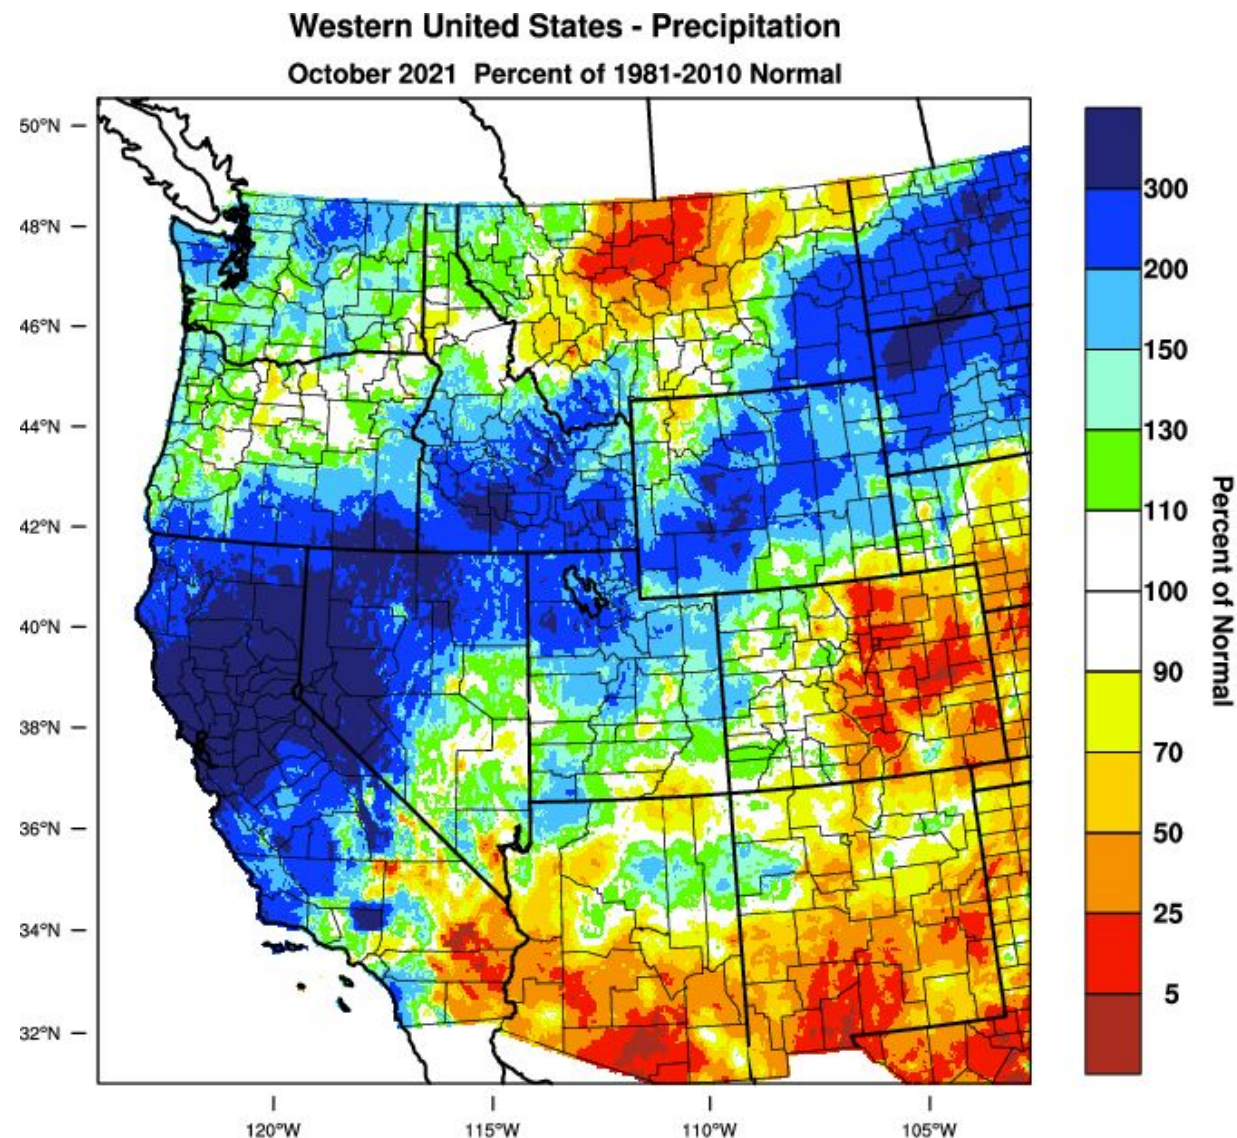 Western United States - Precipitation
October 2021 Percent of 1981-2010 Normal
50°N
48°N
46°N
44°N
42°N
40°N
38°N
36°N
34°N
32°N
120°W
115°W
110°W
105°W
300
200
150
130
110
100
90
70
50
25
5
Percent of Normal